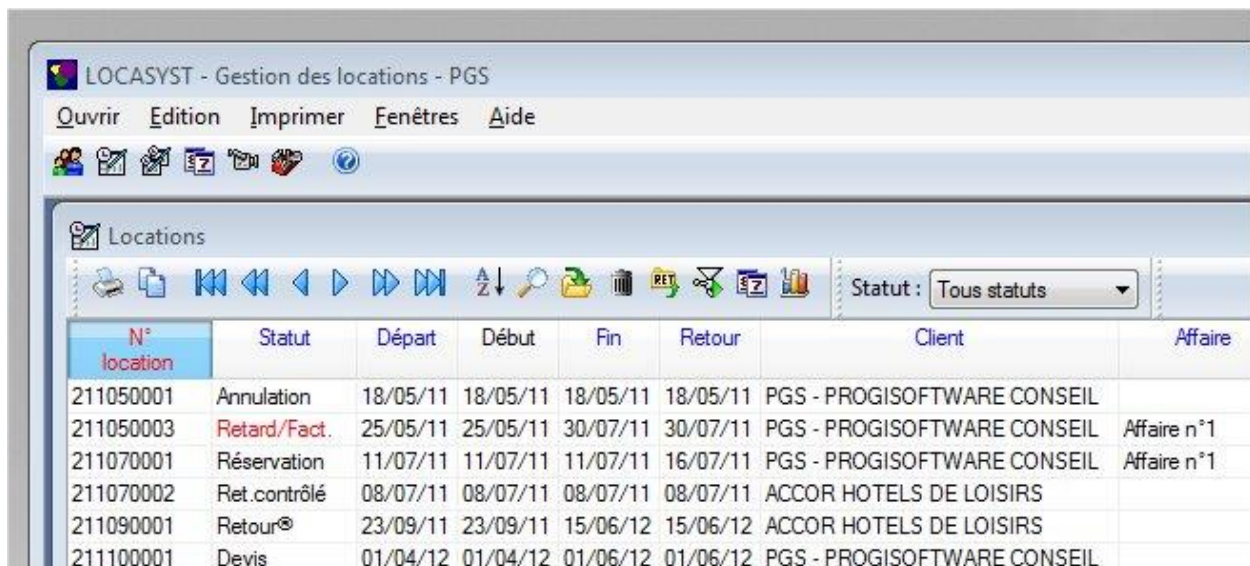 LOCASYST - Gestion des locations - PGS
Ouvrir Edition Imprimer Fenêtres Aide
Locations
RET
Statut : Tous statuts
N° location Statut Départ Début Fin Retour Client Affaire
211050001 Annulation 18/05/11 18/05/11 18/05/11 18/05/11 PGS - PROGISOFTWARE CONSEIL
211050003 Retard/Fact. 25/05/11 25/05/11 30/07/11 30/07/11 PGS - PROGISOFTWARE CONSEIL Affaire n°1
211070001 Réservation 11/07/11 11/07/11 11/07/11 16/07/11 PGS - PROGISOFTWARE CONSEIL Affaire n°1
211070002 Ret.contrôlé 08/07/11 08/07/11 08/07/11 08/07/11 ACCOR HOTELS DE LOISIRS
211090001 Retour® 23/09/11 23/09/11 15/06/12 15/06/12 ACCOR HOTELS DE LOISIRS
211100001 Devis 01/04/12 01/04/12 01/06/12 01/06/12 PGS - PROGISOFTWARE CONSEIL